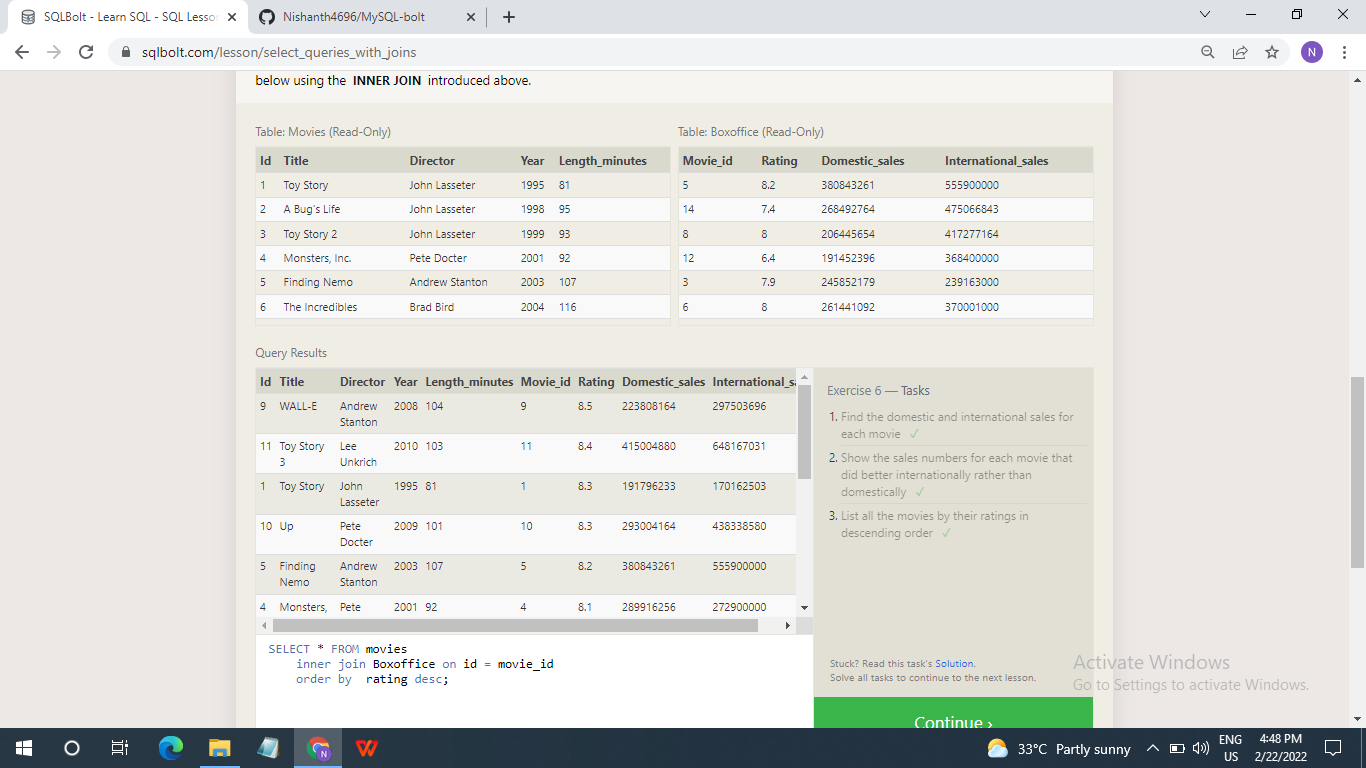 SQLBolt - Learn SQL - SQL Lesso
Nishanth4696/MySQL-bolt
sqlbolt.com/lesson/select_queries_with_joins
N
below using the INNER JOIN introduced above.
Table: Movies (Read-Only)
Id Title Director Year Length_minutes
1 Toy Story John Lasseter 1995 81
2 A Bug's Life John Lasseter 1998 95
3 Toy Story 2 John Lasseter 1999 93
4 Monsters, Inc. Pete Docter 2001 92
5 Finding Nemo Andrew Stanton 2003 107
6 The Incredibles Brad Bird 2004 116
Table: Boxoffice (Read-Only)
Movie_id Rating Domestic_sales International_sales
5 8.2 380843261 555900000
14 7.4 268492764 475066843
8 8 206445654 417277164
12 6.4 191452396 368400000
3 7.9 245852179 239163000
6 8 261441092 370001000
Query Results
Id Title Director Year Length_minutes Movie_id Rating Domestic_sales International_sa
9 WALL-E Andrew Stanton 2008 104 9 8.5 223808164 297503696
11 Toy Story 3 Lee Unkrich 2010 103 11 8.4 415004880 648167031
1 Toy Story John Lasseter 1995 81 1 8.3 191796233 170162503
10 Up Pete Docter 2009 101 10 8.3 293004164 438338580
5 Finding Nemo Andrew Stanton 2003 107 5 8.2 380843261 555900000
4 Monsters, Pete 2001 92 4 8.1 289916256 272900000
SELECT * FROM movies
inner join Boxoffice on id = movie_id
order by rating desc;
Exercise 6 — Tasks
1. Find the domestic and international sales for
each movie ✓
2. Show the sales numbers for each movie that
did better internationally rather than
domestically ✓
3. List all the movies by their ratings in
descending order ✓
Stuck? Read this task's Solution.
Solve all tasks to continue to the next lesson.
Continue ›
Activate Windows
Go to Settings to activate Windows.
N
33°C Partly sunny
ENG
US
4:48 PM
2/22/2022